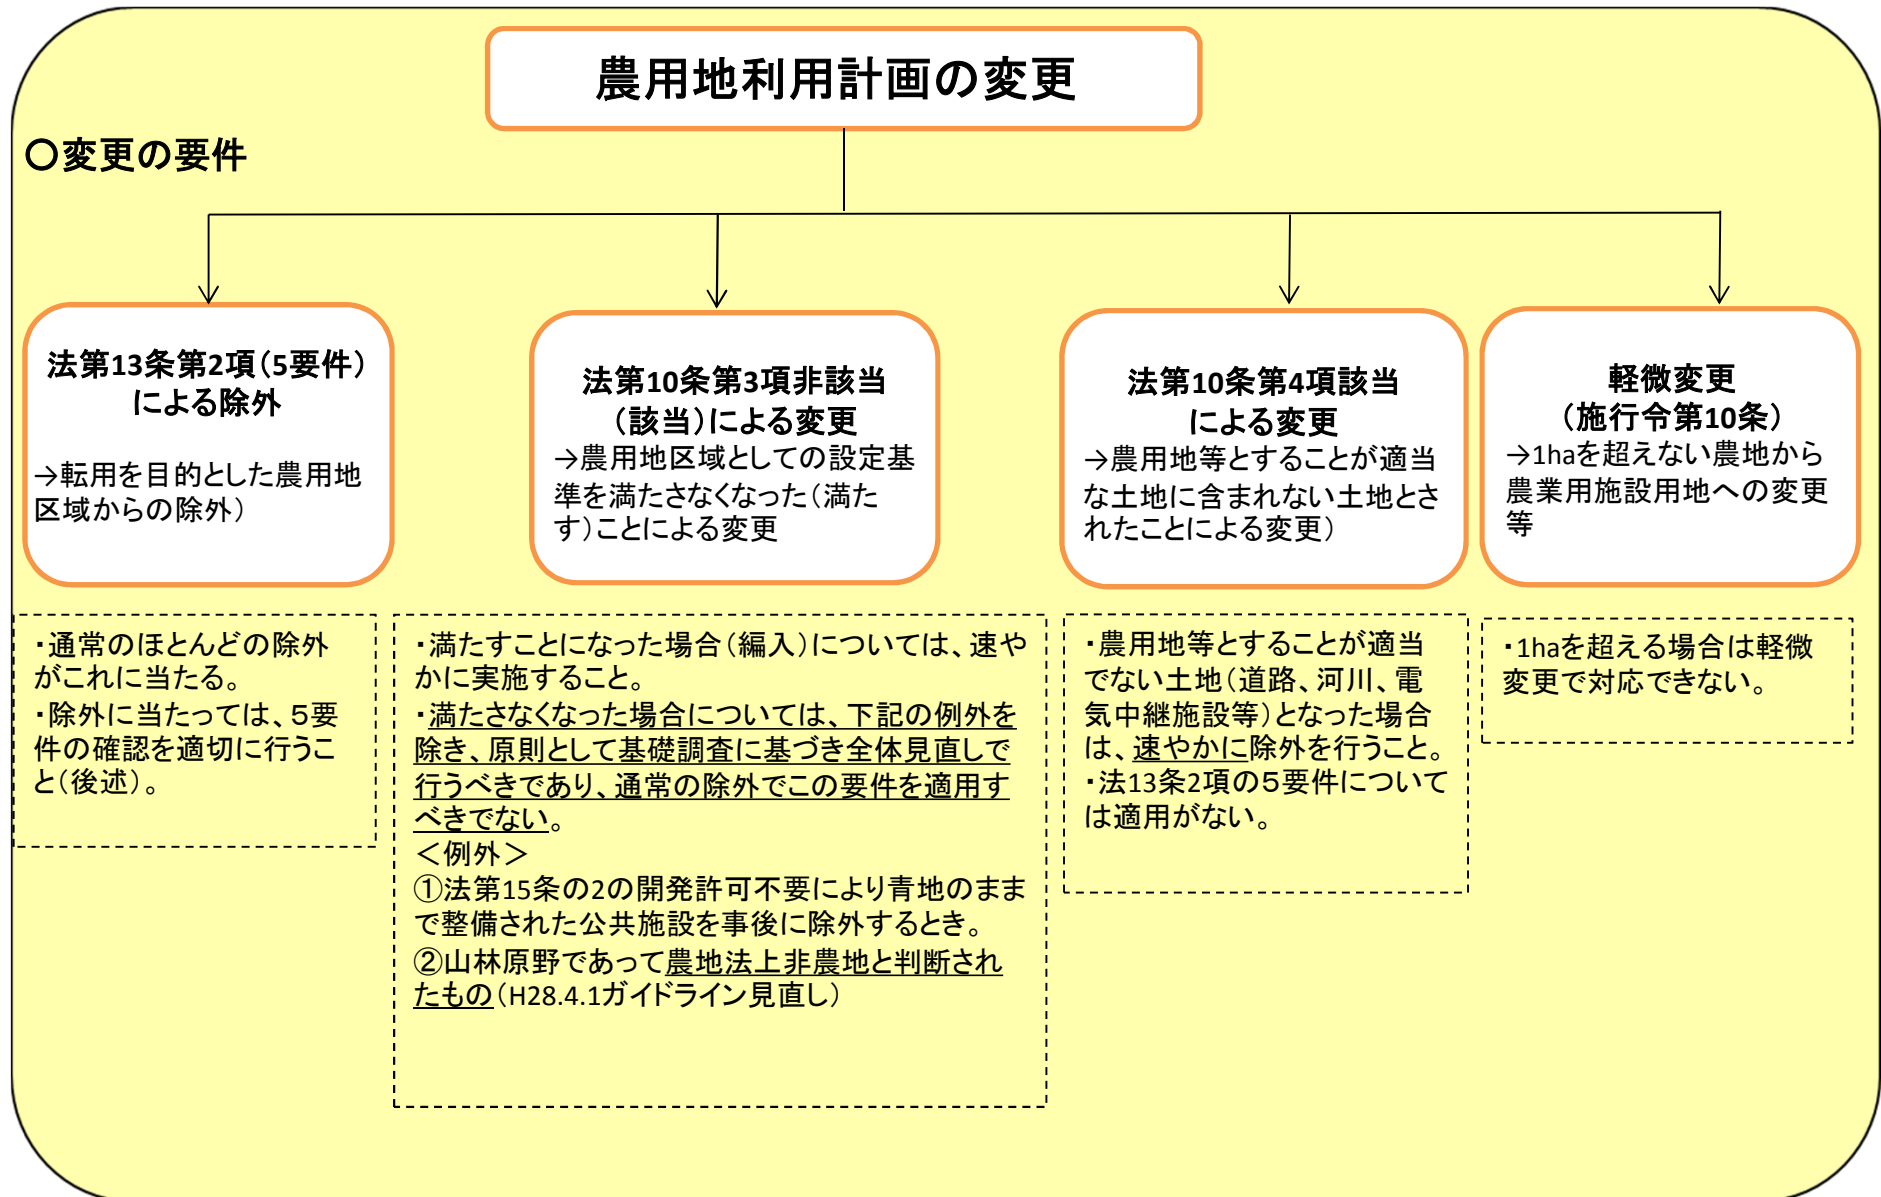 農用地利用計画の変更
〇変更の要件
法第13条第2項（5要件）
による除外
→転用を目的とした農用地
区域からの除外）
法第10条第3項非該当
（該当）による変更
→農用地区域としての設定基
準を満たさなくなった（満た
す）ことによる変更
法第10条第4項該当
による変更
→農用地等とすることが適当
な土地に含まれない土地とさ
れたことによる変更）
軽微変更
（施行令第10条）
→1haを超えない農地から
農業用施設用地への変更
等
・通常のほとんどの除外
がこれに当たる。
・除外に当たっては、５要
件の確認を適切に行うこ
と（後述）。
・満たすことになった場合（編入）については、速や
かに実施すること。
・満たさなくなった場合については、下記の例外を
除き、原則として基礎調査に基づき全体見直しで
行うべきであり、通常の除外でこの要件を適用す
べきでない。
＜例外＞
①法第15条の2の開発許可不要により青地のまま
で整備された公共施設を事後に除外するとき。
②山林原野であって農地法上非農地と判断され
たもの（H28.4.1ガイドライン見直し）
・農用地等とすることが適当
でない土地（道路、河川、電
気中継施設等）となった場合
は、速やかに除外を行うこと。
・法13条2項の５要件について
は適用がない。
・1haを超える場合は軽微
変更で対応できない。